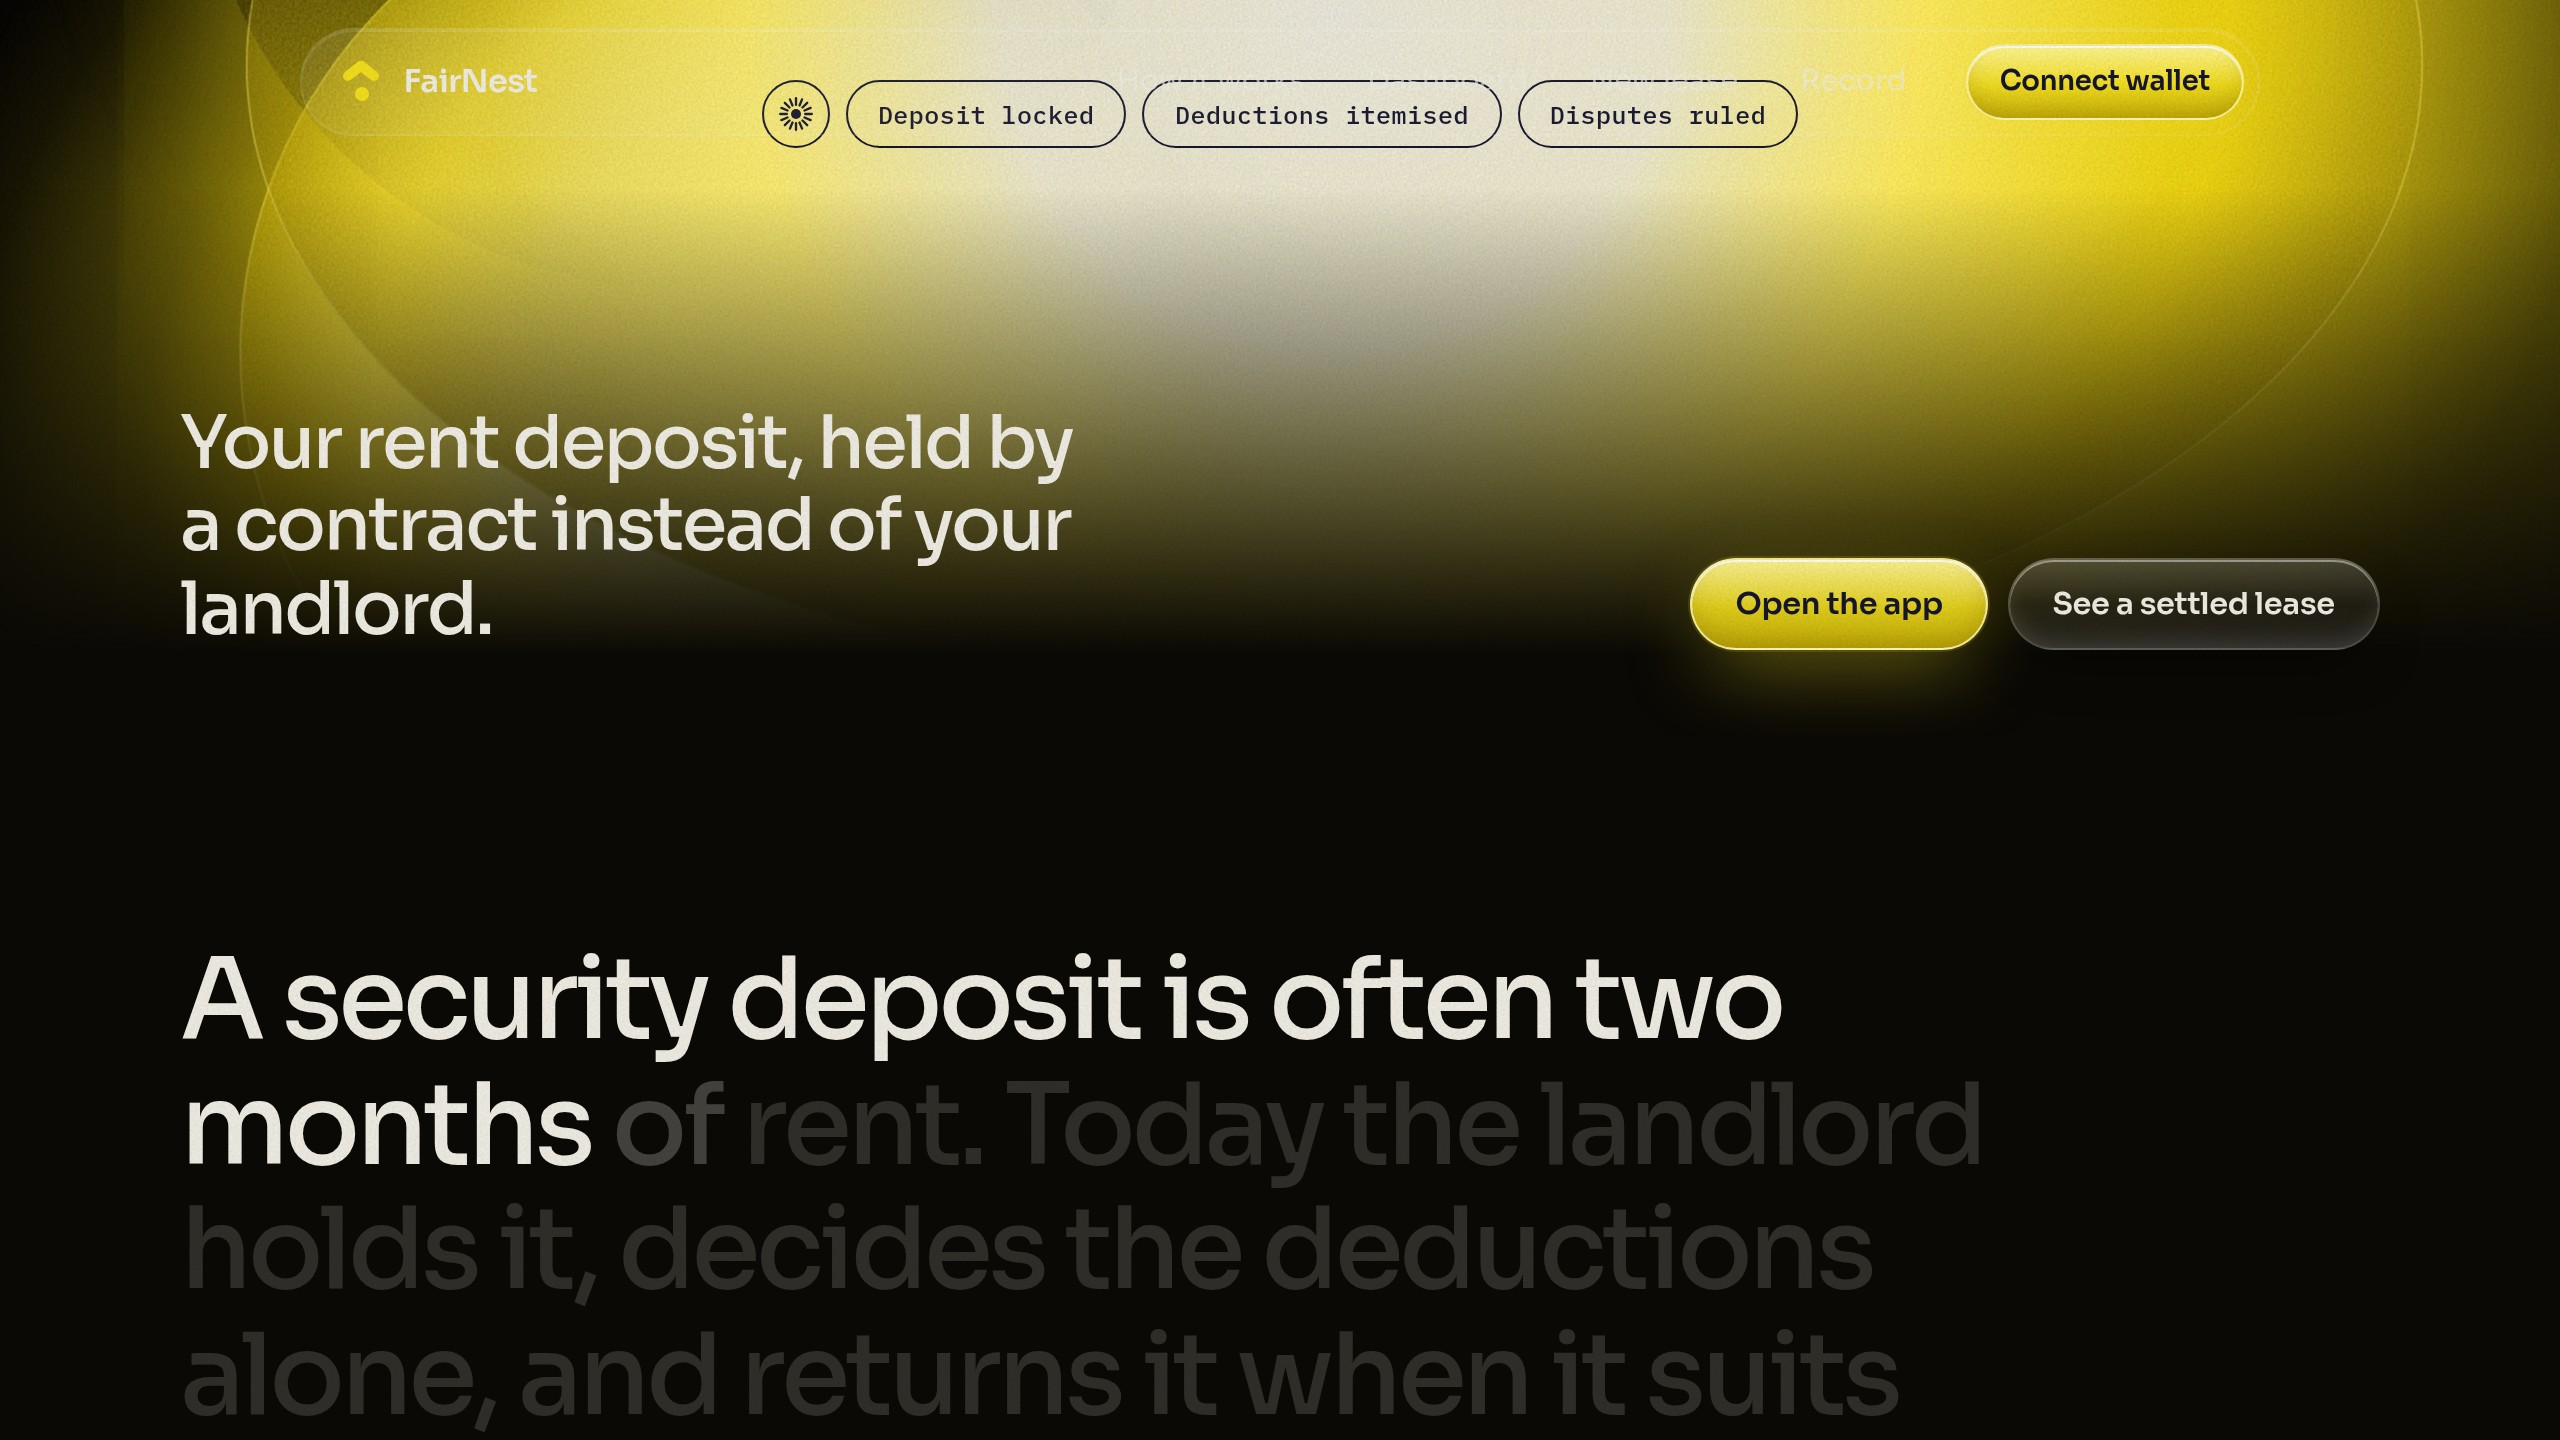 FairNest
Record
Connect wallet
Deposit locked
Deductions itemised
Disputes ruled
Your rent deposit, held by
a contract instead of your
landlord.
Open the app
See a settled lease
A security deposit is often two
months of rent. Today the landlord
holds it, decides the deductions
alone, and returns it when it suits